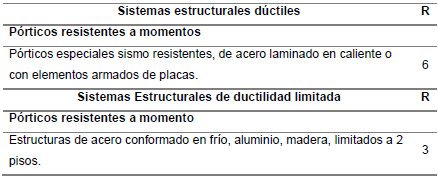 Sistemas estructurales dúctiles R
Pórticos resistentes a momentos
Pórticos especiales sismo resistentes, de acero laminado en caliente o
con elementos armados de placas. 6
Sistemas Estructurales de ductilidad limitada R
Pórticos resistentes a momento
Estructuras de acero conformado en frío, aluminio, madera, limitados a 2
pisos. 3